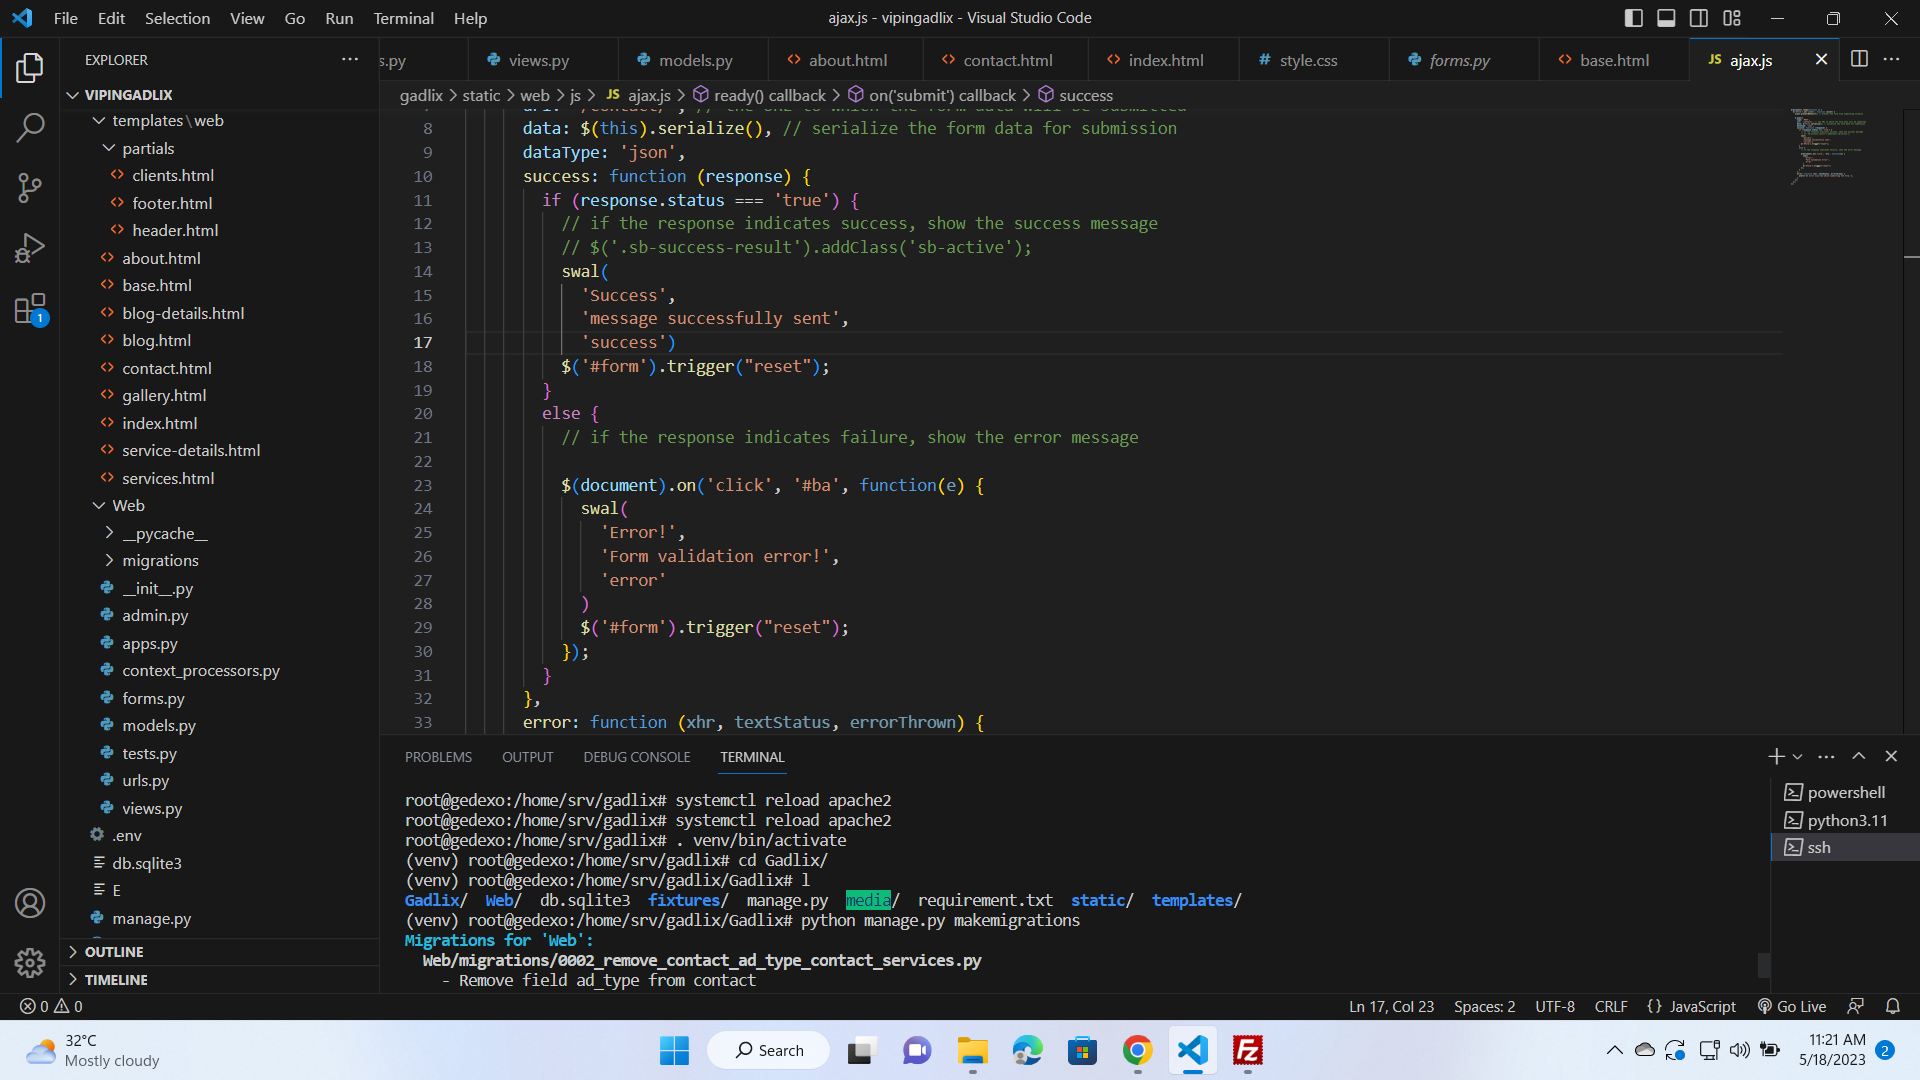 File Edit Selection View Go Run Terminal Help
ajax.js - vipingadlix - Visual Studio Code
EXPLORER
s.py views.py models.py about.html contact.html index.html style.css forms.py base.html ajax.js
VIPINGADLIX
gadlix > static > web > js > JS ajax.js > ready() callback > on('submit') callback > success
templates\web
partials
clients.html
footer.html
header.html
about.html
base.html
blog-details.html
blog.html
contact.html
gallery.html
index.html
service-details.html
services.html
Web
__pycache__
migrations
__init__.py
admin.py
apps.py
context_processors.py
forms.py
models.py
tests.py
urls.py
views.py
.env
db.sqlite3
E
manage.py
OUTLINE
TIMELINE
8 data: $(this).serialize(), // serialize the form data for submission
9 dataType: 'json',
10 success: function (response) {
11 if (response.status === 'true') {
12 // if the response indicates success, show the success message
13 // $('.sb-success-result').addClass('sb-active');
14 swal(
15 'Success',
16 'message successfully sent',
17 'success')
18 $('#form').trigger("reset");
19 }
20 else {
21 // if the response indicates failure, show the error message
22
23 $(document).on('click', '#ba', function(e) {
24 swal(
25 'Error!',
26 'Form validation error!',
27 'error'
28 )
29 $('#form').trigger("reset");
30 });
31 }
32 },
33 error: function (xhr, textStatus, errorThrown) {
PROBLEMS OUTPUT DEBUG CONSOLE TERMINAL
root@gedexo:/home/srv/gadlix# systemctl reload apache2
root@gedexo:/home/srv/gadlix# systemctl reload apache2
root@gedexo:/home/srv/gadlix# . venv/bin/activate
(venv) root@gedexo:/home/srv/gadlix# cd Gadlix/
(venv) root@gedexo:/home/srv/gadlix/Gadlix# l
Gadlix/ Web/ db.sqlite3 fixtures/ manage.py media/ requirement.txt static/ templates/
(venv) root@gedexo:/home/srv/gadlix/Gadlix# python manage.py makemigrations
Migrations for 'Web':
Web/migrations/0002_remove_contact_ad_type_contact_services.py
- Remove field ad_type from contact
powershell
python3.11
ssh
1
0 0
Ln 17, Col 23 Spaces: 2 UTF-8 CRLF {} JavaScript Go Live
32°C
Mostly cloudy
Search
11:21 AM
5/18/2023
2